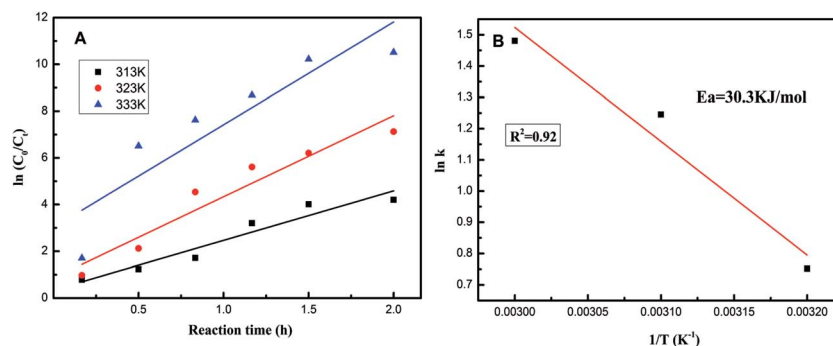 A
313K
323K
333K
ln (C₀/Cₜ)
12
10
8
6
4
2
0
0.5
1.0
1.5
2.0
Reaction time (h)
B
Ea=30.3KJ/mol
R²=0.92
ln k
1.5
1.4
1.3
1.2
1.1
1.0
0.9
0.8
0.7
0.6
0.00300
0.00305
0.00310
0.00315
0.00320
1/T (K⁻¹)